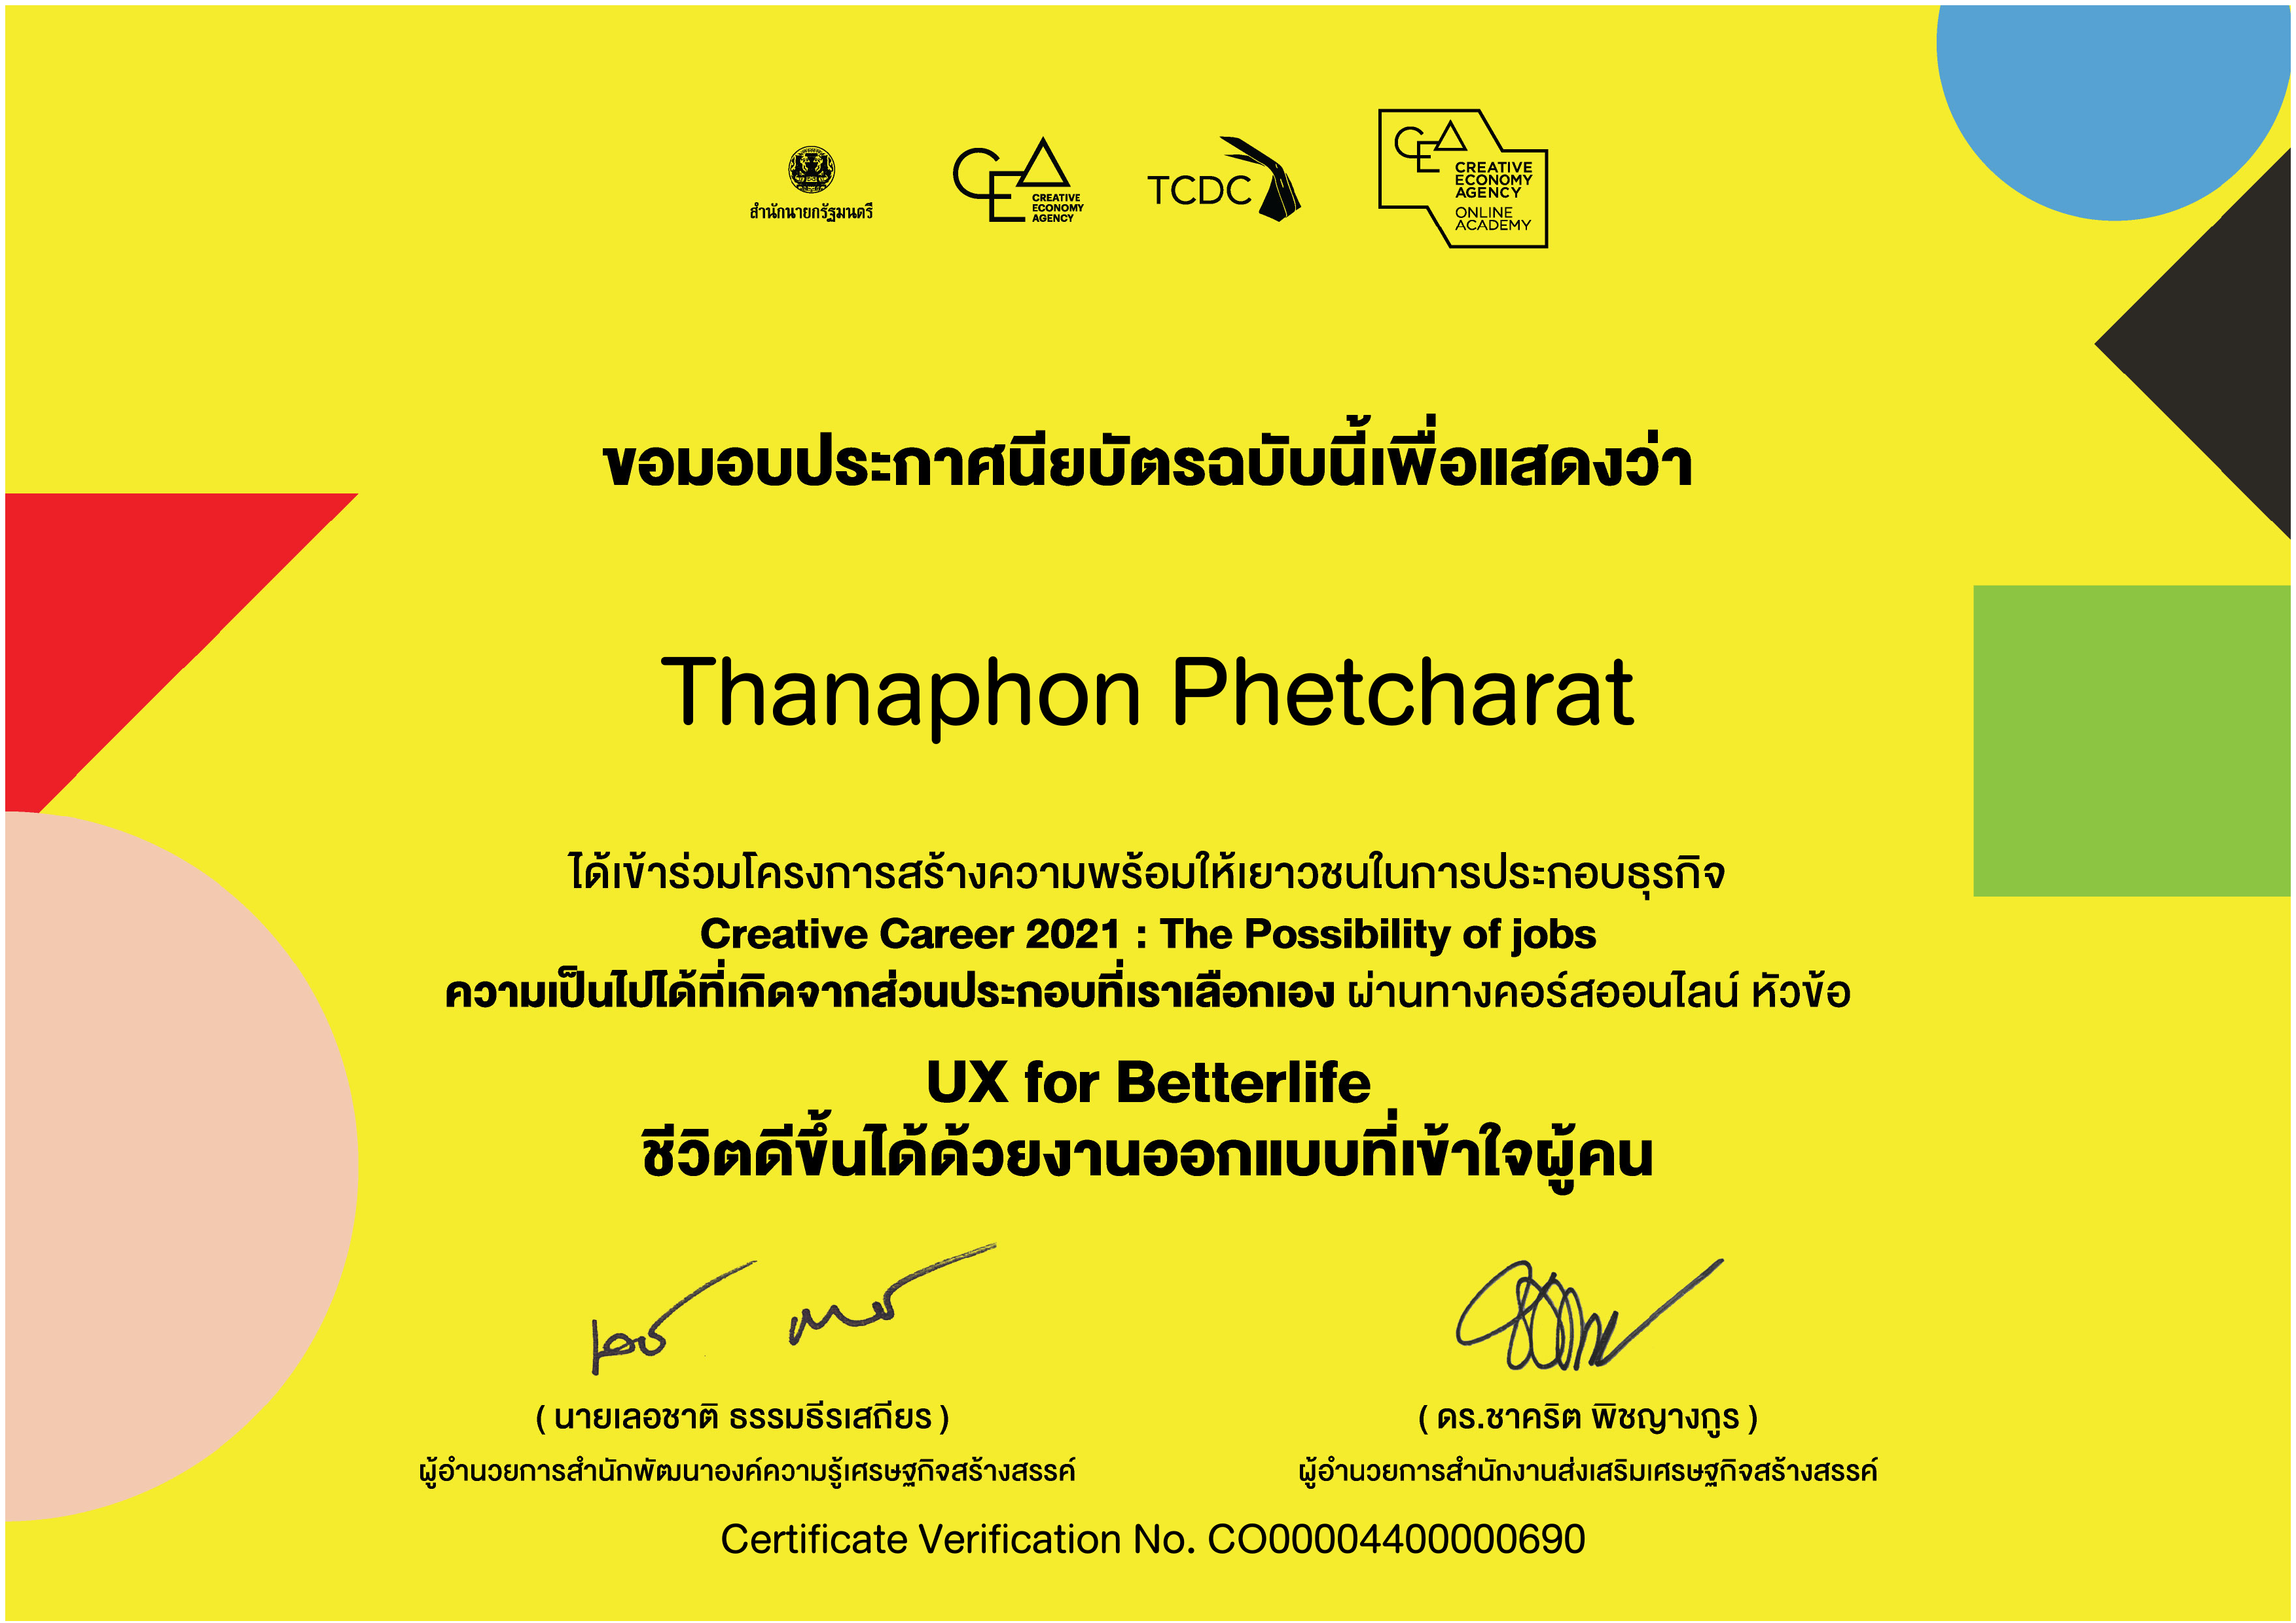 สำนักนายกรัฐมนตรี
CREATIVE
ECONOMY
AGENCY
TCDC
CREATIVE
ECONOMY
AGENCY
ONLINE
ACADEMY
ขอมอบประกาศนียบัตรฉบับนี้เพื่อแสดงว่า
Thanaphon Phetcharat
ได้เข้าร่วมโครงการสร้างความพร้อมให้เยาวชนในการประกอบธุรกิจ
Creative Career 2021 : The Possibility of jobs
ความเป็นไปได้ที่เกิดจากส่วนประกอบที่เราเลือกเอง ผ่านทางคอร์สออนไลน์ หัวข้อ
UX for Betterlife
ชีวิตดีขึ้นได้ด้วยงานออกแบบที่เข้าใจผู้คน
( นายเลอชาติ ธรรมธีรเสถียร )
ผู้อำนวยการสำนักพัฒนาองค์ความรู้เศรษฐกิจสร้างสรรค์
( ดร.ชาคริต พิชญางกูร )
ผู้อำนวยการสำนักงานส่งเสริมเศรษฐกิจสร้างสรรค์
Certificate Verification No. CO00004400000690